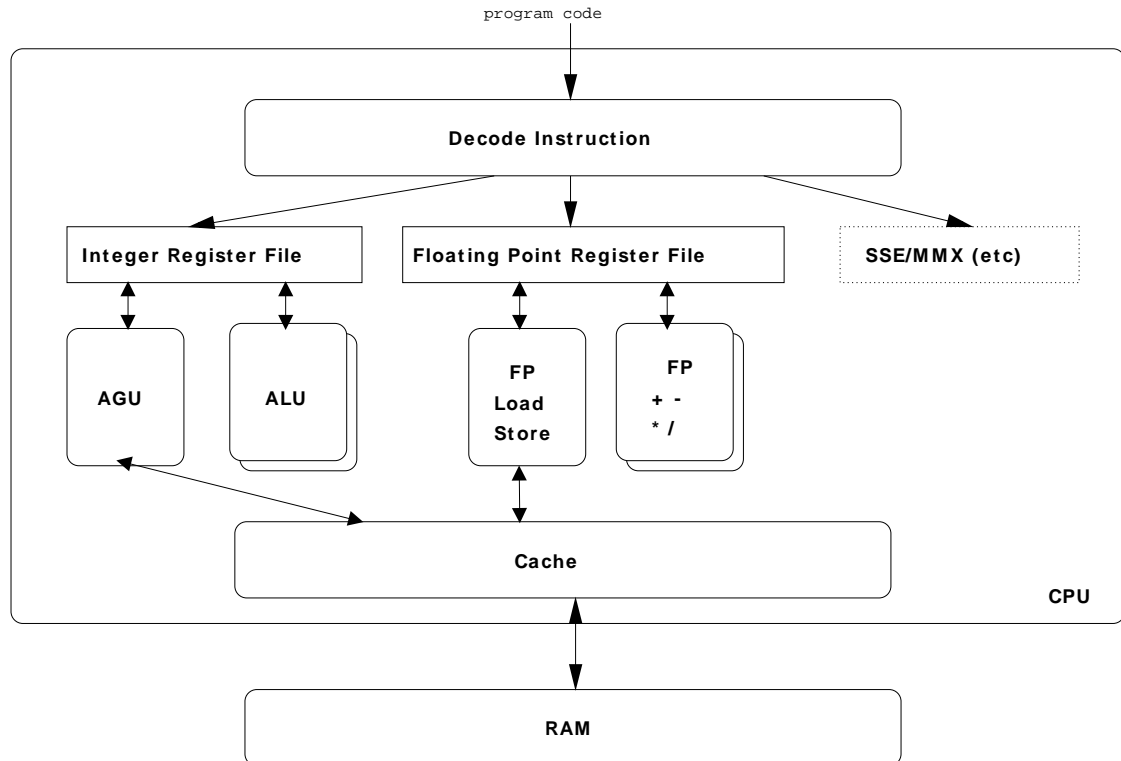 program code
Decode Instruction
Integer Register File
Floating Point Register File
SSE/MMX (etc)
AGU
ALU
FP
Load
Store
FP
+ -
* /
Cache
CPU
RAM